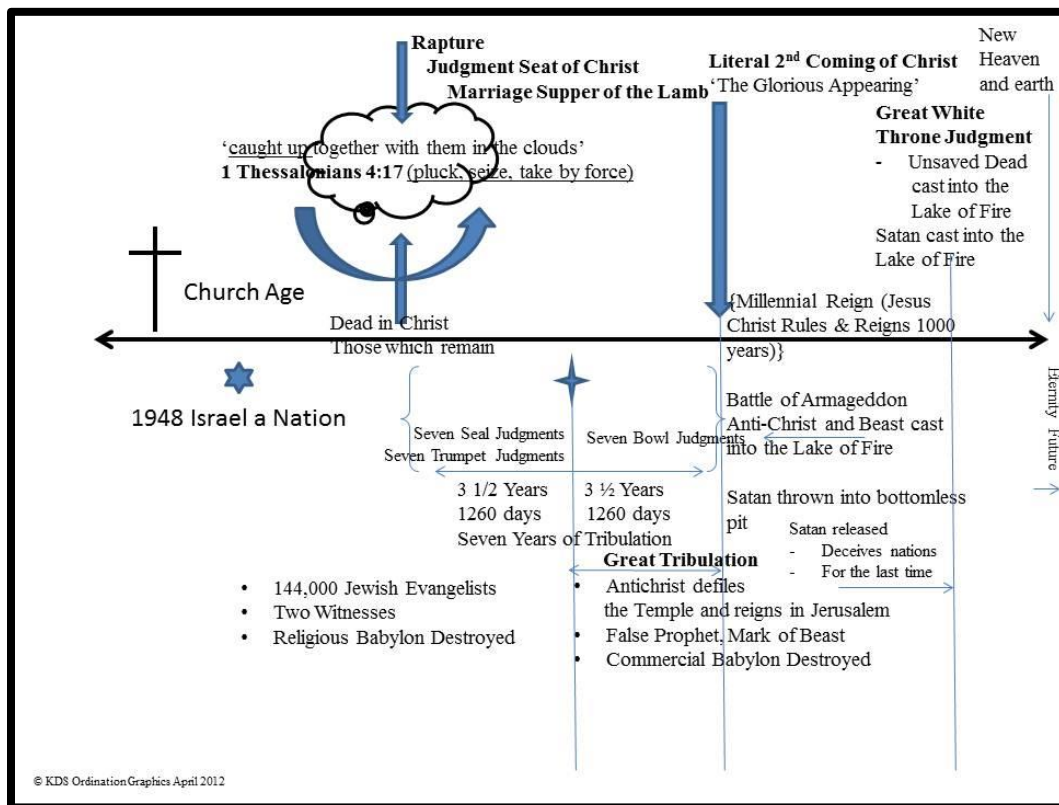 Rapture
Judgment Seat of Christ
Marriage Supper of the Lamb
‘caught up together with them in the clouds’
1 Thessalonians 4:17 (pluck, seize, take by force)
Literal 2nd Coming of Christ
‘The Glorious Appearing’
New
Heaven
and earth
Great White
Throne Judgment
- Unsaved Dead
cast into the
Lake of Fire
Satan cast into the
Lake of Fire
Church Age
Dead in Christ
Those which remain
{Millennial Reign (Jesus
Christ Rules & Reigns 1000
years)}
1948 Israel a Nation
Seven Seal Judgments
Seven Trumpet Judgments
Seven Bowl Judgments
Battle of Armageddon
Anti-Christ and Beast cast
into the Lake of Fire
Eternity Future
3 1/2 Years
1260 days
3 ½ Years
1260 days
Seven Years of Tribulation
Satan thrown into bottomless
pit
Satan released
- Deceives nations
- For the last time
Great Tribulation
• 144,000 Jewish Evangelists
• Two Witnesses
• Religious Babylon Destroyed
• Antichrist defiles
the Temple and reigns in Jerusalem
• False Prophet, Mark of Beast
• Commercial Babylon Destroyed
© KDS Ordination Graphics April 2012